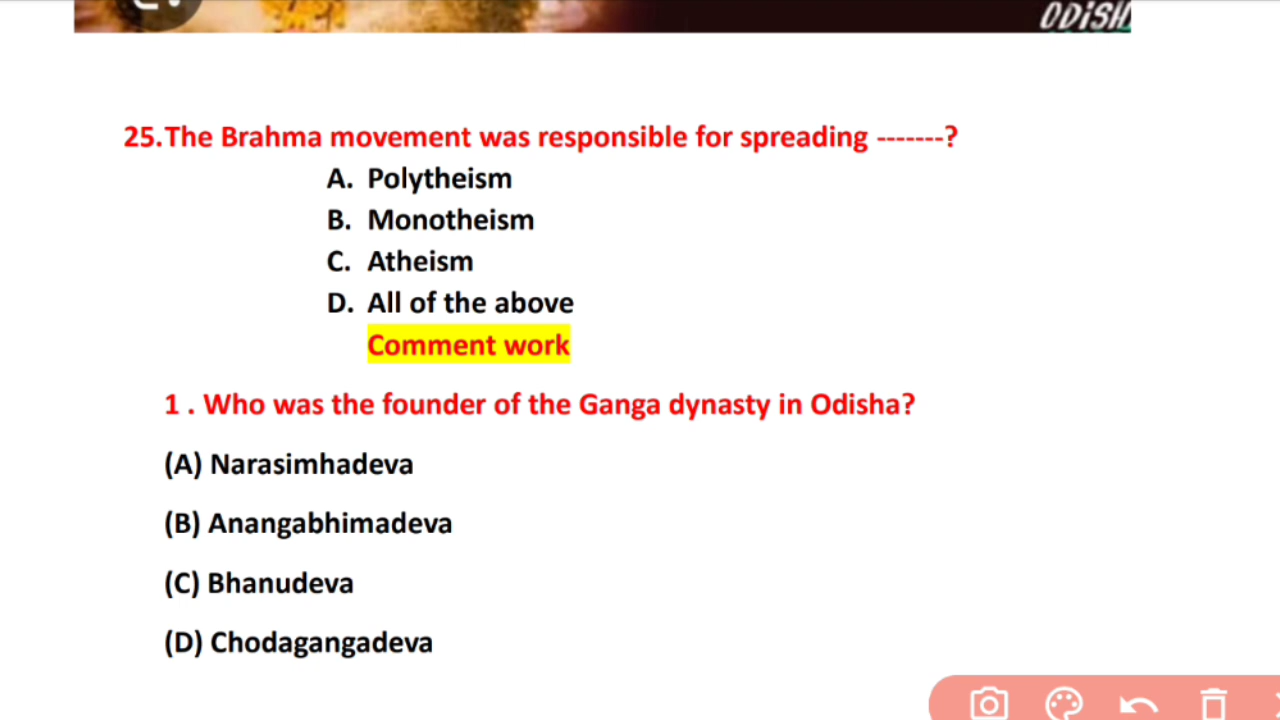 ODiSH
25.The Brahma movement was responsible for spreading -------?
A. Polytheism
B. Monotheism
C. Atheism
D. All of the above
Comment work
1 . Who was the founder of the Ganga dynasty in Odisha?
(A) Narasimhadeva
(B) Anangabhimadeva
(C) Bhanudeva
(D) Chodagangadeva